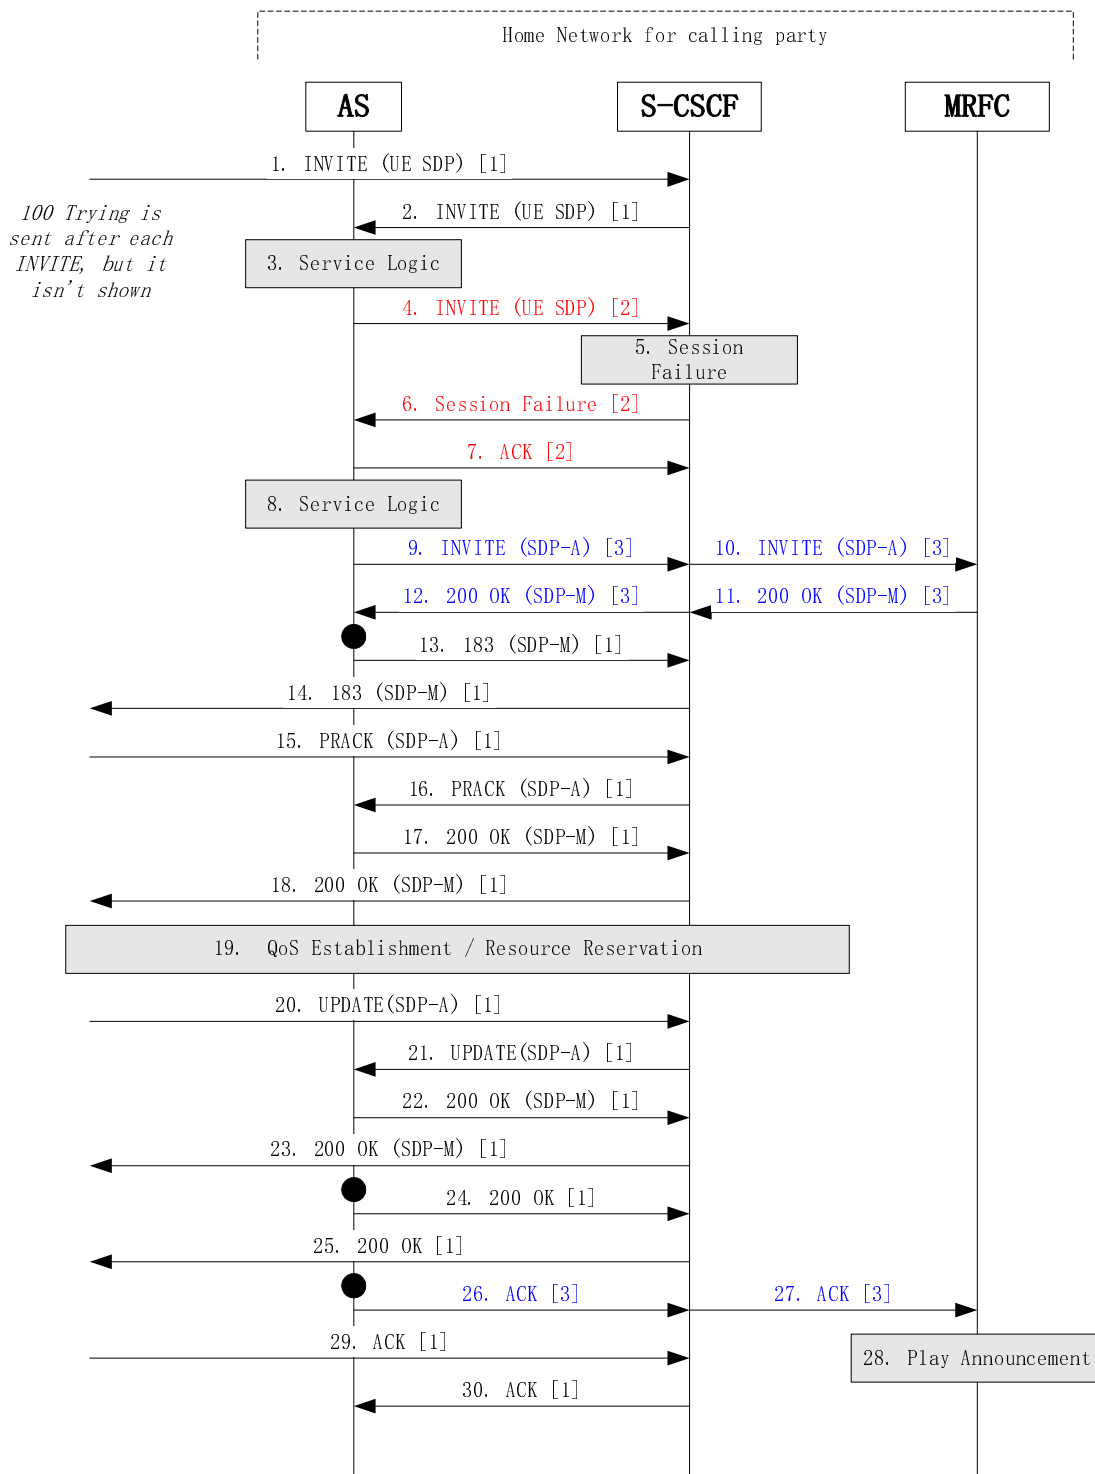 Home Network for calling party
AS
S-CSCF
MRFC
1. INVITE (UE SDP) [1]
100 Trying is
sent after each
INVITE, but it
isn't shown
2. INVITE (UE SDP) [1]
3. Service Logic
4. INVITE (UE SDP) [2]
5. Session
Failure
6. Session Failure [2]
7. ACK [2]
8. Service Logic
9. INVITE (SDP-A) [3]
10. INVITE (SDP-A) [3]
12. 200 OK (SDP-M) [3]
11. 200 OK (SDP-M) [3]
13. 183 (SDP-M) [1]
14. 183 (SDP-M) [1]
15. PRACK (SDP-A) [1]
16. PRACK (SDP-A) [1]
17. 200 OK (SDP-M) [1]
18. 200 OK (SDP-M) [1]
19. QoS Establishment / Resource Reservation
20. UPDATE(SDP-A) [1]
21. UPDATE(SDP-A) [1]
22. 200 OK (SDP-M) [1]
23. 200 OK (SDP-M) [1]
24. 200 OK [1]
25. 200 OK [1]
26. ACK [3]
27. ACK [3]
29. ACK [1]
28. Play Announcement
30. ACK [1]